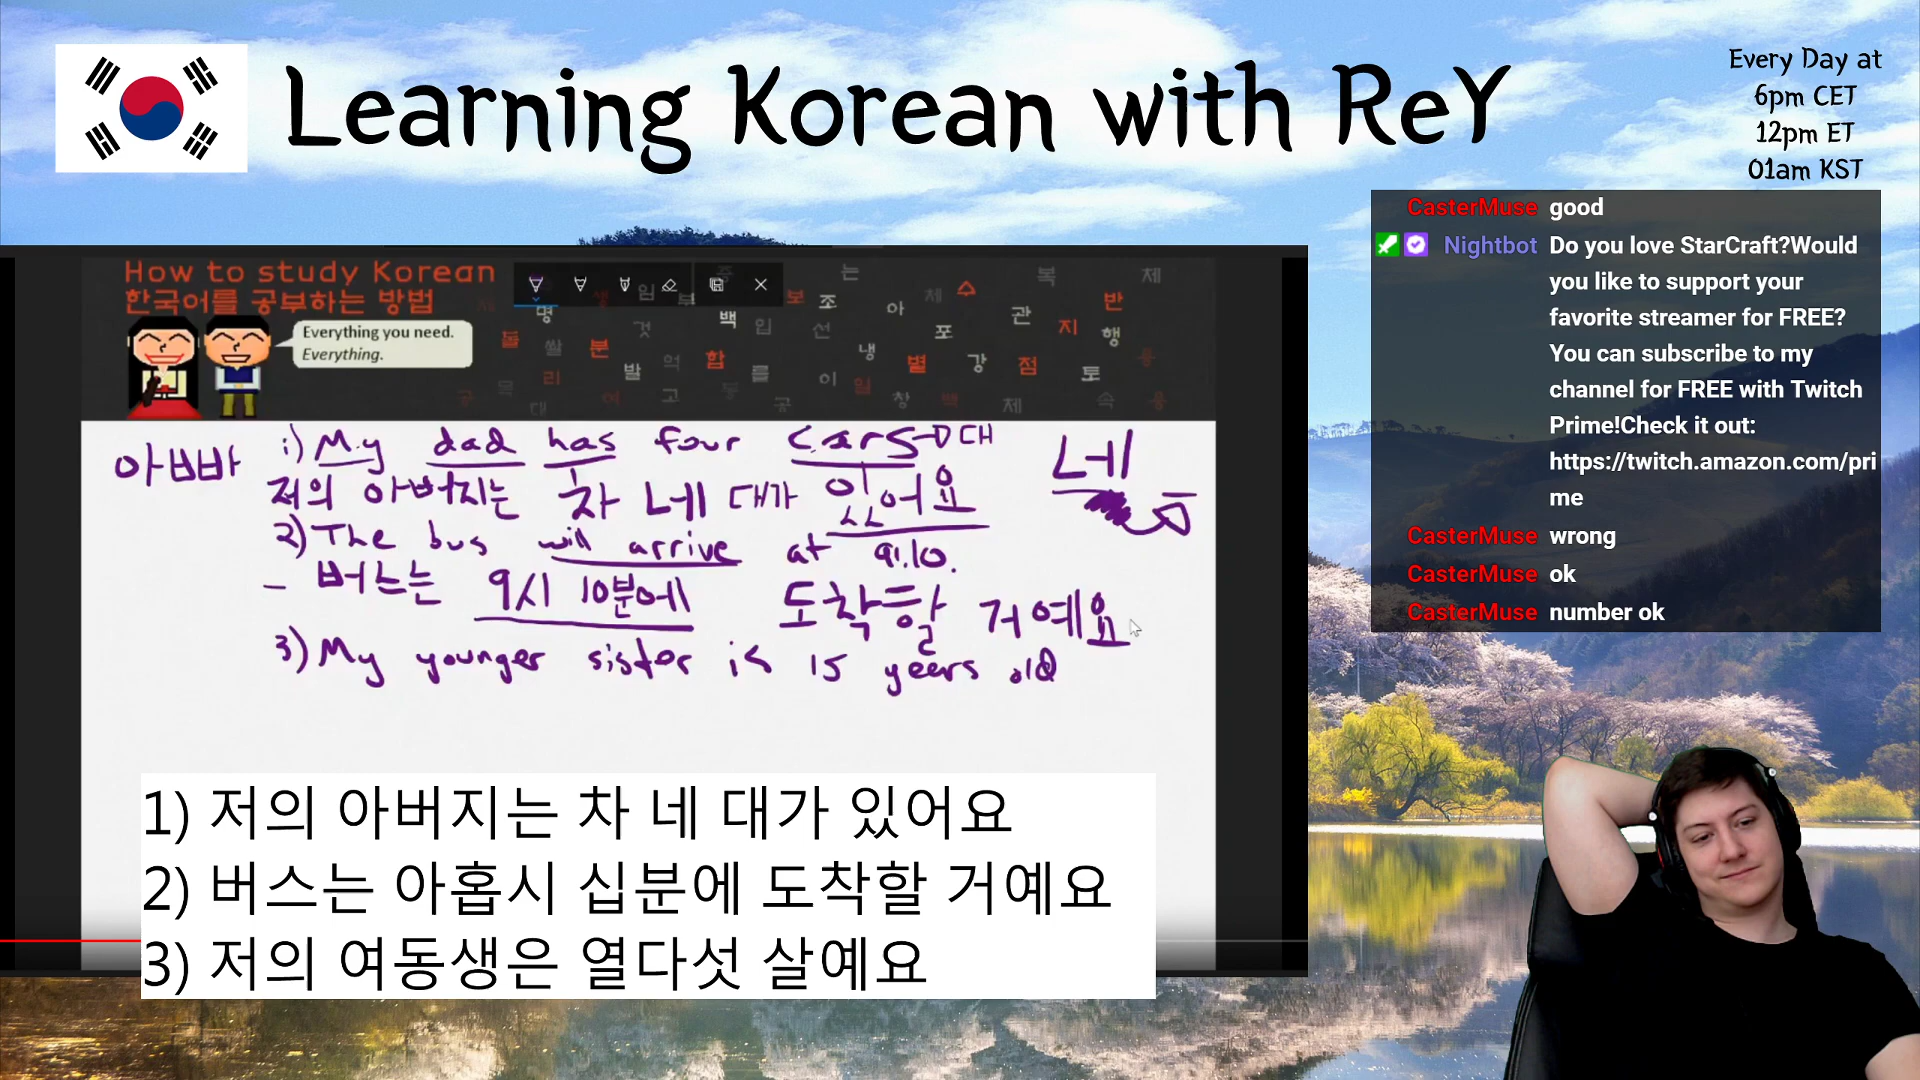 Learning Korean with ReY
Every Day at
6pm CET
12pm ET
01am KST
CasterMuse good
Nightbot Do you love StarCraft?Would
you like to support your
favorite streamer for FREE?
You can subscribe to my
channel for FREE with Twitch
Prime!Check it out:
https://twitch.amazon.com/pri
me
CasterMuse wrong
CasterMuse ok
CasterMuse number ok
How to study Korean
한국어를 공부하는 방법
Everything you need.
Everything.
아빠
1) My dad has four cars → 대
네
저의 아버지는 차 네 대가 있어요
2) The bus will arrive at 9:10.
- 버스는 9시 10분에 도착할 거예요
3) My younger sister is 15 years old
1) 저의 아버지는 차 네 대가 있어요
2) 버스는 아홉시 십분에 도착할 거예요
3) 저의 여동생은 열다섯 살예요